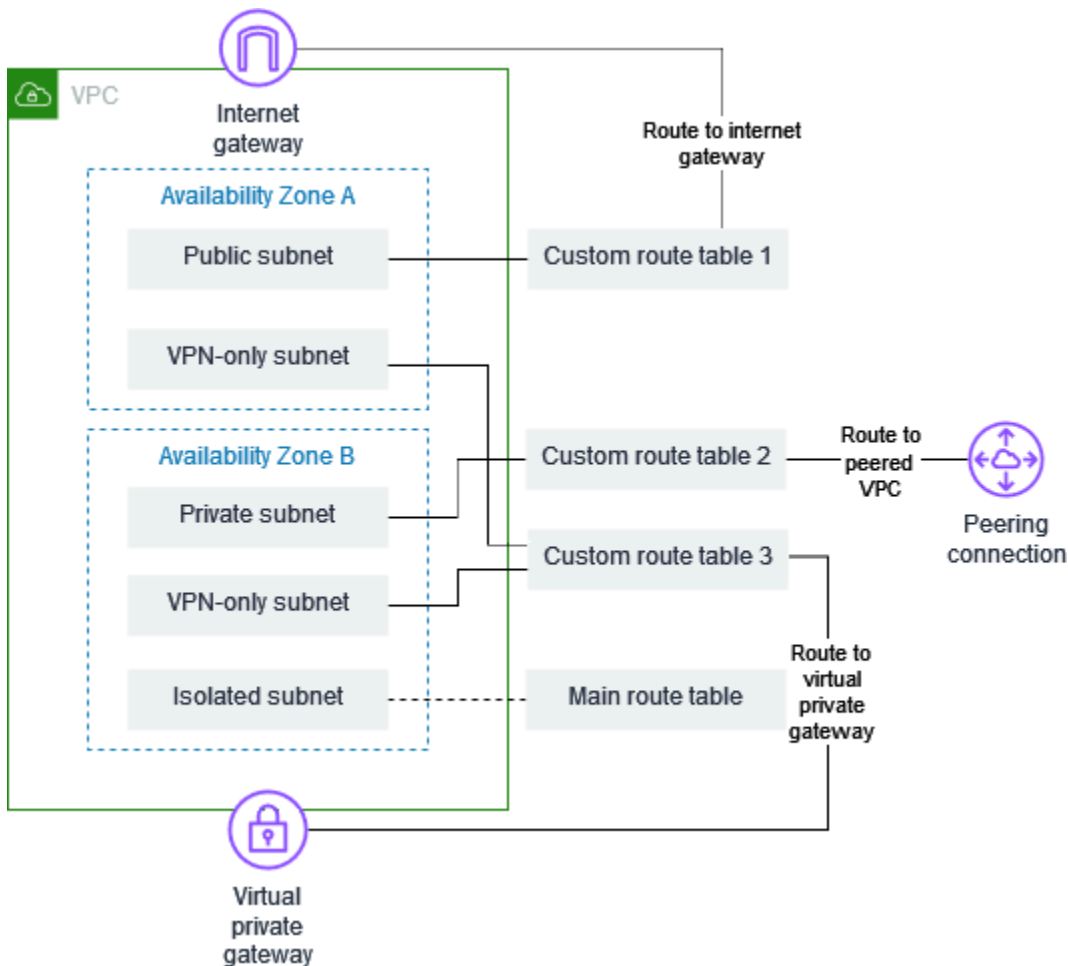 VPC
Internet
gateway
Route to internet
gateway
Availability Zone A
Public subnet
Custom route table 1
VPN-only subnet
Availability Zone B
Custom route table 2
Route to
peered
VPC
Private subnet
Peering
connection
Custom route table 3
VPN-only subnet
Route to
virtual
private
gateway
Isolated subnet
Main route table
Virtual
private
gateway